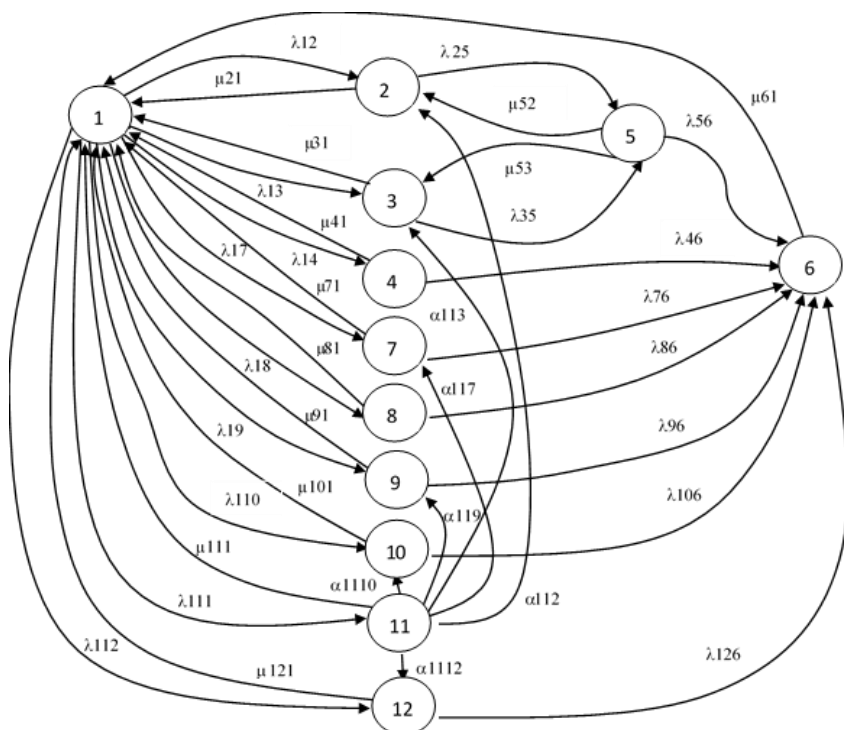 λ12
λ25
μ21
2
μ61
1
μ52
5
λ56
μ31
μ53
λ13
3
μ41
λ35
λ17
λ14
λ46
4
6
μ71
λ76
α113
7
μ81
λ86
λ18
α117
8
μ91
λ19
λ96
9
μ101
λ110
λ106
α119
10
μ111
α1110
λ111
11
α112
λ112
μ121
α1112
λ126
12